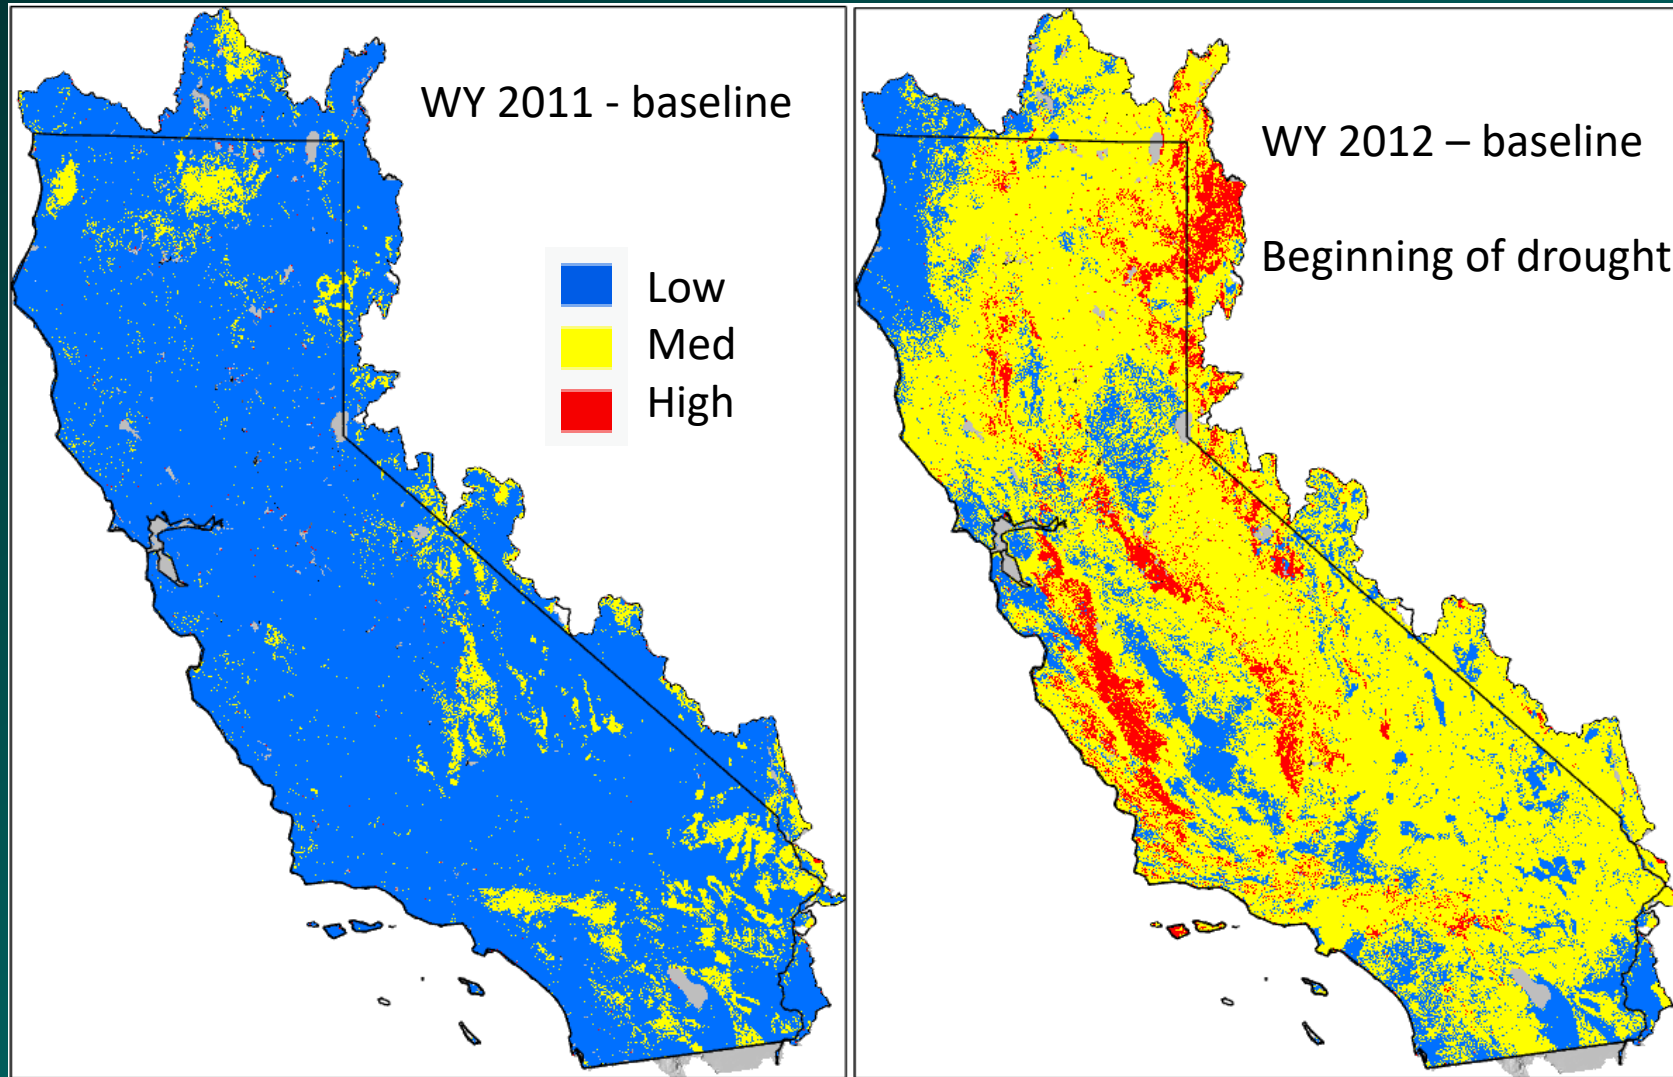 WY 2011 - baseline
Low
Med
High
WY 2012 – baseline
Beginning of drought